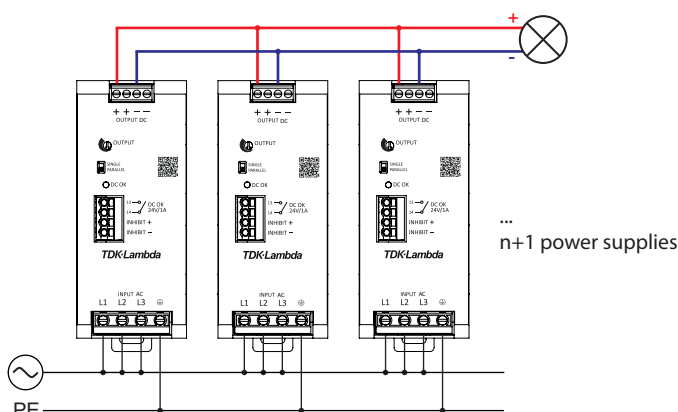 +
-
+ + − −
OUTPUT DC
OUTPUT
SINGLE
PARALLEL
DC OK
13
14
DC OK
24V/1A
INHIBIT +
INHIBIT −
TDK·Lambda
INPUT AC
L1 L2 L3
+ + − −
OUTPUT DC
OUTPUT
SINGLE
PARALLEL
DC OK
13
14
DC OK
24V/1A
INHIBIT +
INHIBIT −
TDK·Lambda
INPUT AC
L1 L2 L3
+ + − −
OUTPUT DC
OUTPUT
SINGLE
PARALLEL
DC OK
13
14
DC OK
24V/1A
INHIBIT +
INHIBIT −
TDK·Lambda
INPUT AC
L1 L2 L3
...
n+1 power supplies
PE